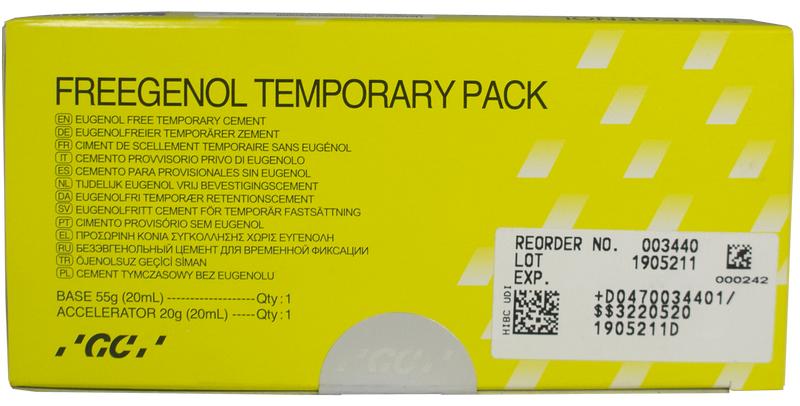 FREEGENOL TEMPORARY PACK
EN EUGENOL FREE TEMPORARY CEMENT
DE EUGENOLFREIER TEMPORÄRER ZEMENT
FR CIMENT DE SCELLEMENT TEMPORAIRE SANS EUGÉNOL
IT CEMENTO PROVVISORIO PRIVO DI EUGENOLO
ES CEMENTO PARA PROVISIONALES SIN EUGENOL
NL TIJDELIJK EUGENOL VRIJ BEVESTIGINGSCEMENT
DA EUGENOLFRI TEMPORÆR RETENTIONSCEMENT
SV EUGENOLFRITT CEMENT FÖR TEMPORÄR FASTSÄTTNING
PT CIMENTO PROVISÓRIO SEM EUGENOL
EL ΠΡΟΣΩΡΙΝΗ ΚΟΝΙΑ ΣΥΓΚΟΛΛΗΣΗΣ ΧΩΡΙΣ ΕΥΓΕΝΟΛΗ
RU БЕЗЭВГЕНОЛЬНЫЙ ЦЕМЕНТ ДЛЯ ВРЕМЕННОЙ ФИКСАЦИИ
TR ÖJENOLSUZ GEÇİCİ SİMAN
PL CEMENT TYMCZASOWY BEZ EUGENOLU
BASE 55g (20mL) -------------------- Qty : 1
ACCELERATOR 20g (20mL) ----- Qty : 1
GC
REORDER NO. 003440
LOT 1905211
EXP.
000242
HIBC UDI
+D0470034401/
$$3220520
1905211D